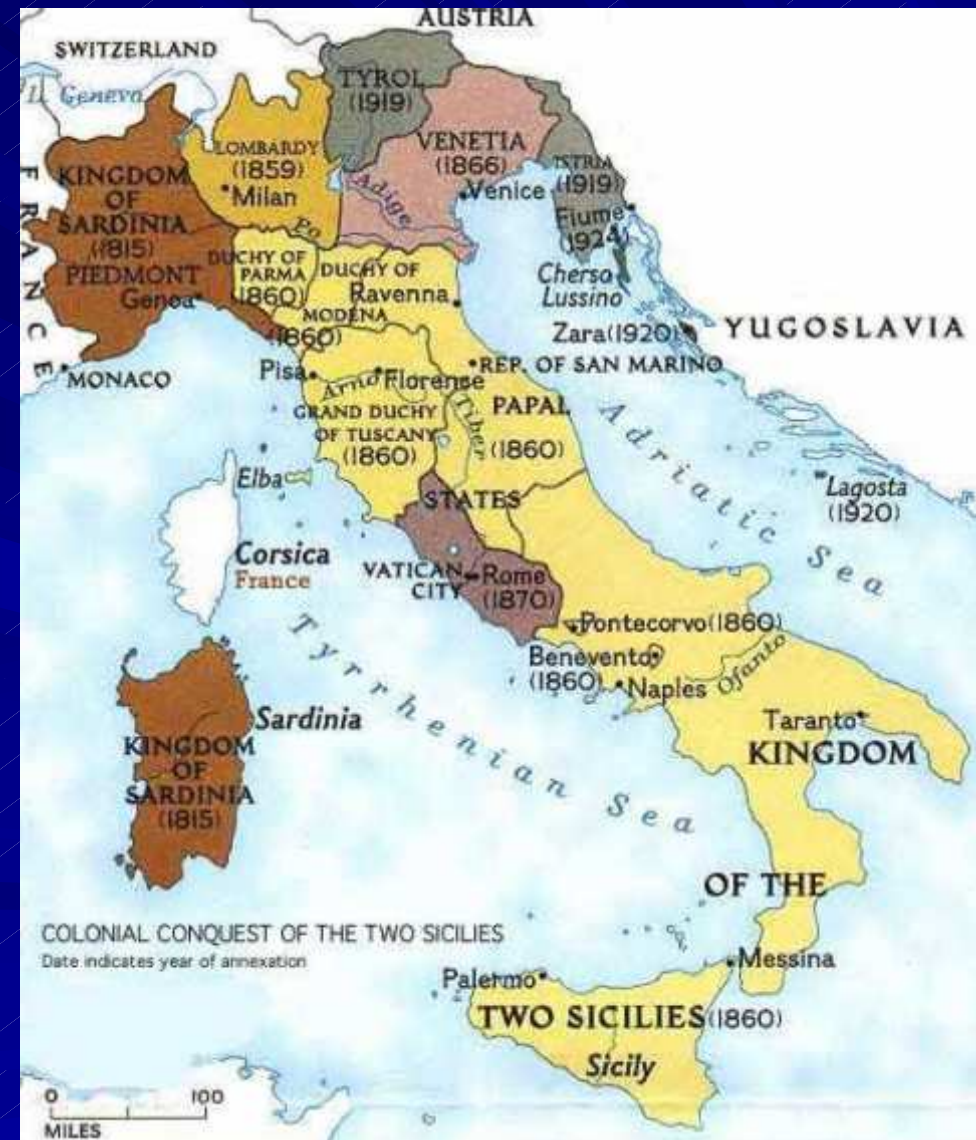 AUSTRIA
SWITZERLAND
L. Geneva
TYROL
(1919)
LOMBARDY
(1859)
Milan
VENETIA
(1866)
Venice
Adige
ISTRIA
(1919)
Fiume
(1924)
FRANCE
KINGDOM
OF
SARDINIA
(1815)
PIEDMONT
Genoa
Po
DUCHY OF
PARMA
(1860)
DUCHY OF
MODENA
(1860)
Ravenna
Cherso
Lussino
Zara(1920)
YUGOSLAVIA
MONACO
Pisa
Arno
Florence
REP. OF SAN MARINO
GRAND DUCHY
OF TUSCANY
(1860)
Tiber
PAPAL
(1860)
STATES
Adriatic Sea
Elba
Lagosta
(1920)
Corsica
France
VATICAN
CITY
Rome
(1870)
Pontecorvo(1860)
Benevento
(1860)
Naples
Ofanto
Tyrrhenian Sea
Sardinia
KINGDOM
OF
SARDINIA
(1815)
Taranto
KINGDOM
OF THE
TWO SICILIES(1860)
COLONIAL CONQUEST OF THE TWO SICILIES
Date indicates year of annexation
Messina
Palermo
Sicily
0 100
MILES